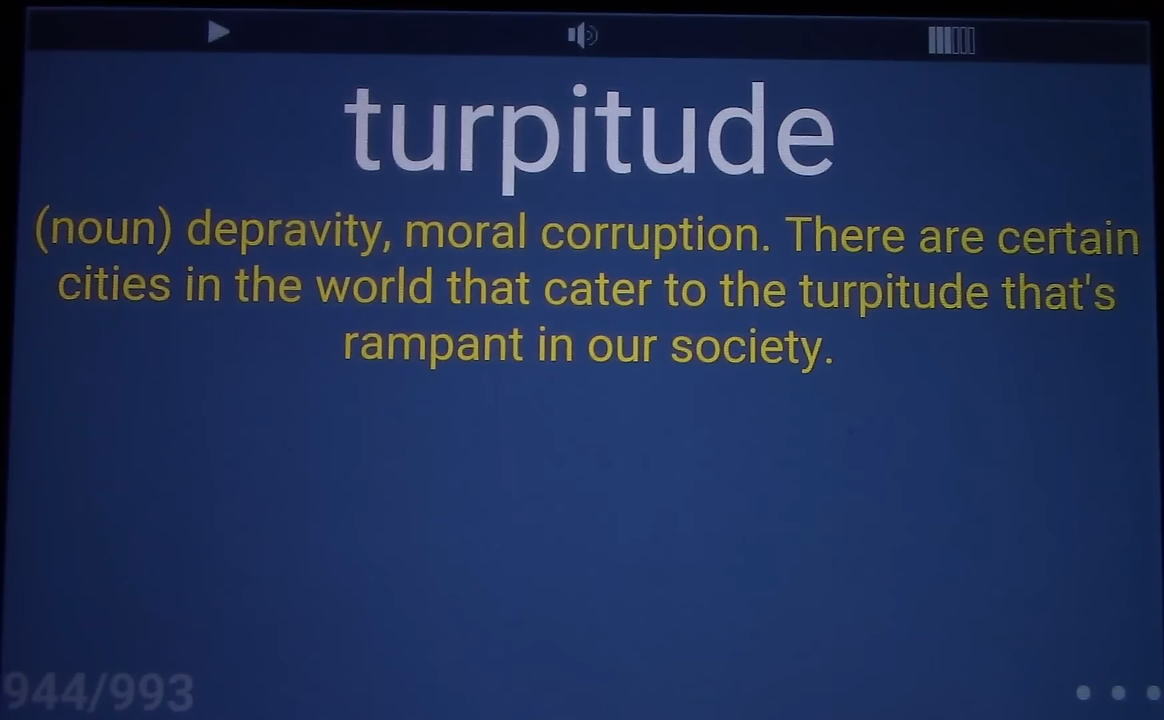 turpitude
(noun) depravity, moral corruption. There are certain
cities in the world that cater to the turpitude that's
rampant in our society.
944/993